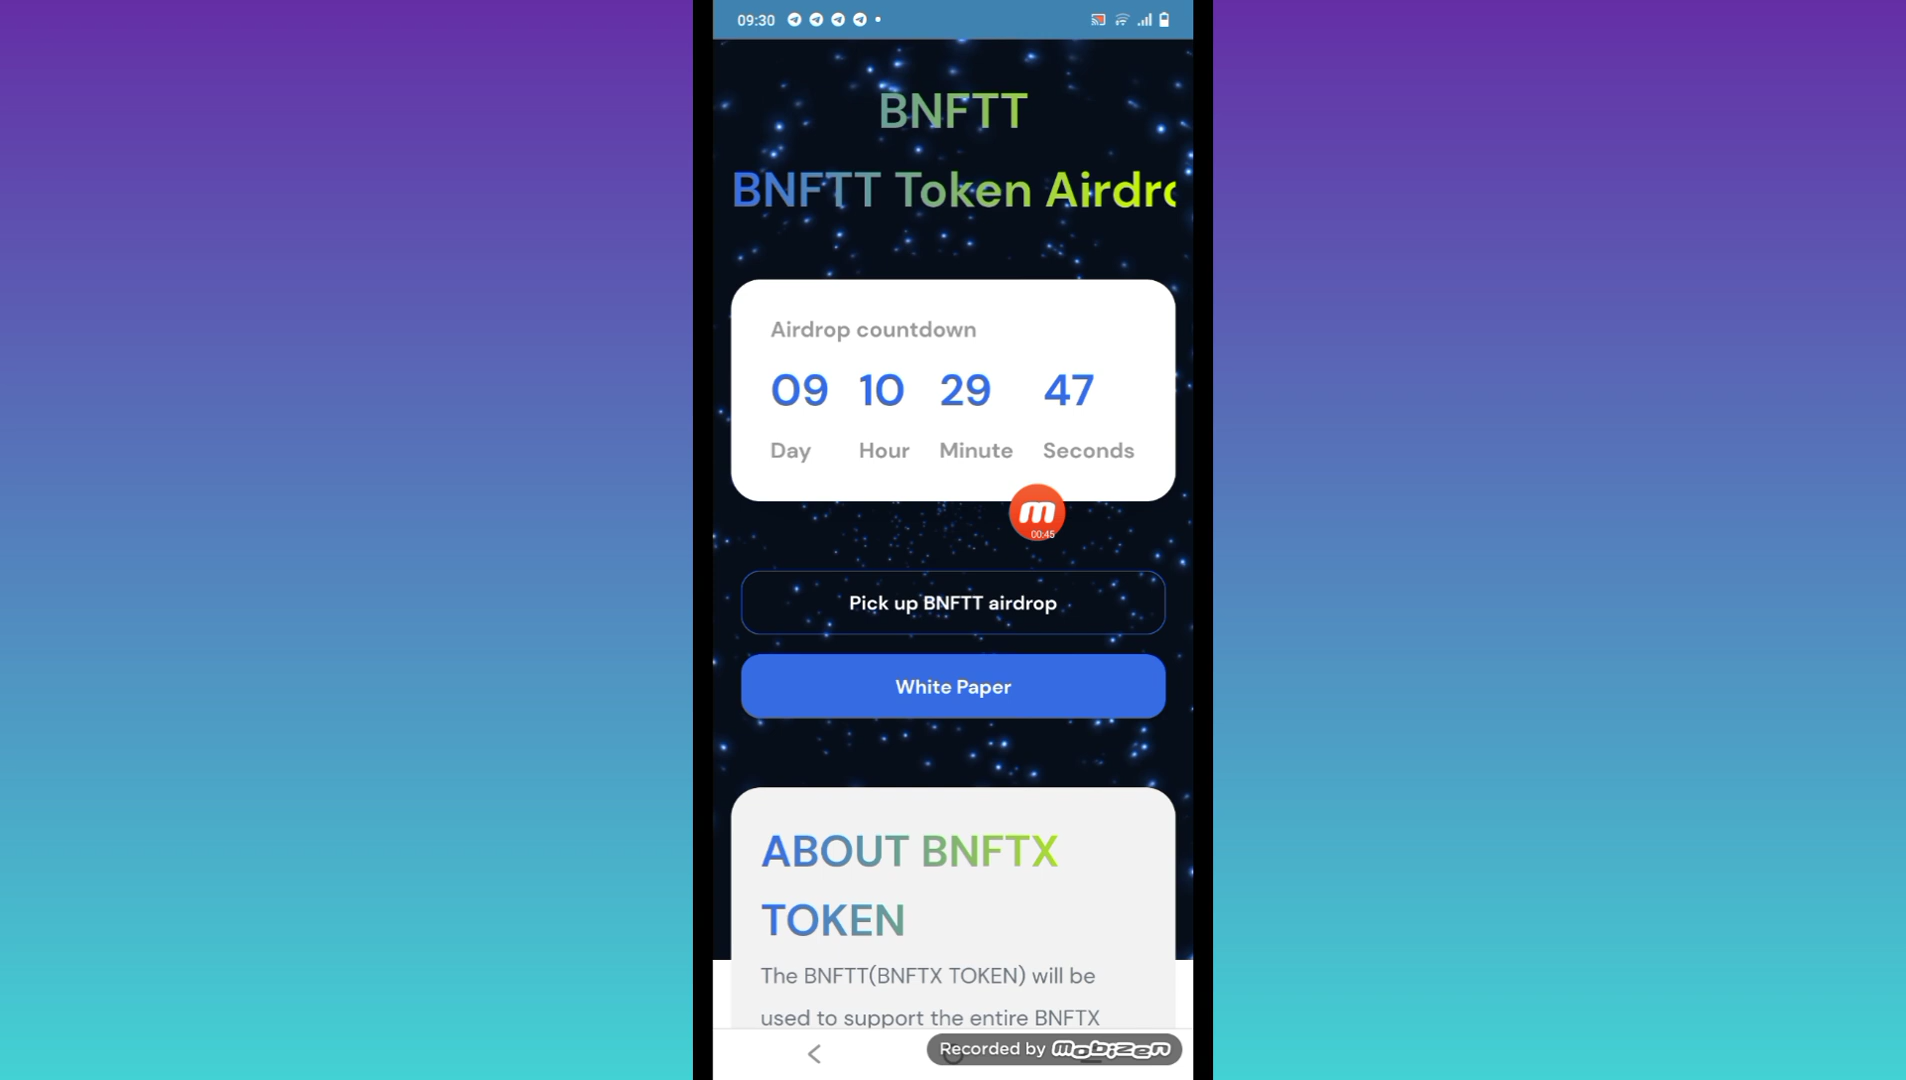 09:30
BNFTT
BNFTT Token Airdro
Airdrop countdown
09 10 29 47
Day Hour Minute Seconds
m
00:45
Pick up BNFTT airdrop
White Paper
ABOUT BNFTX
TOKEN
The BNFTT(BNFTX TOKEN) will be
used to support the entire BNFTX
Recorded by mobizen